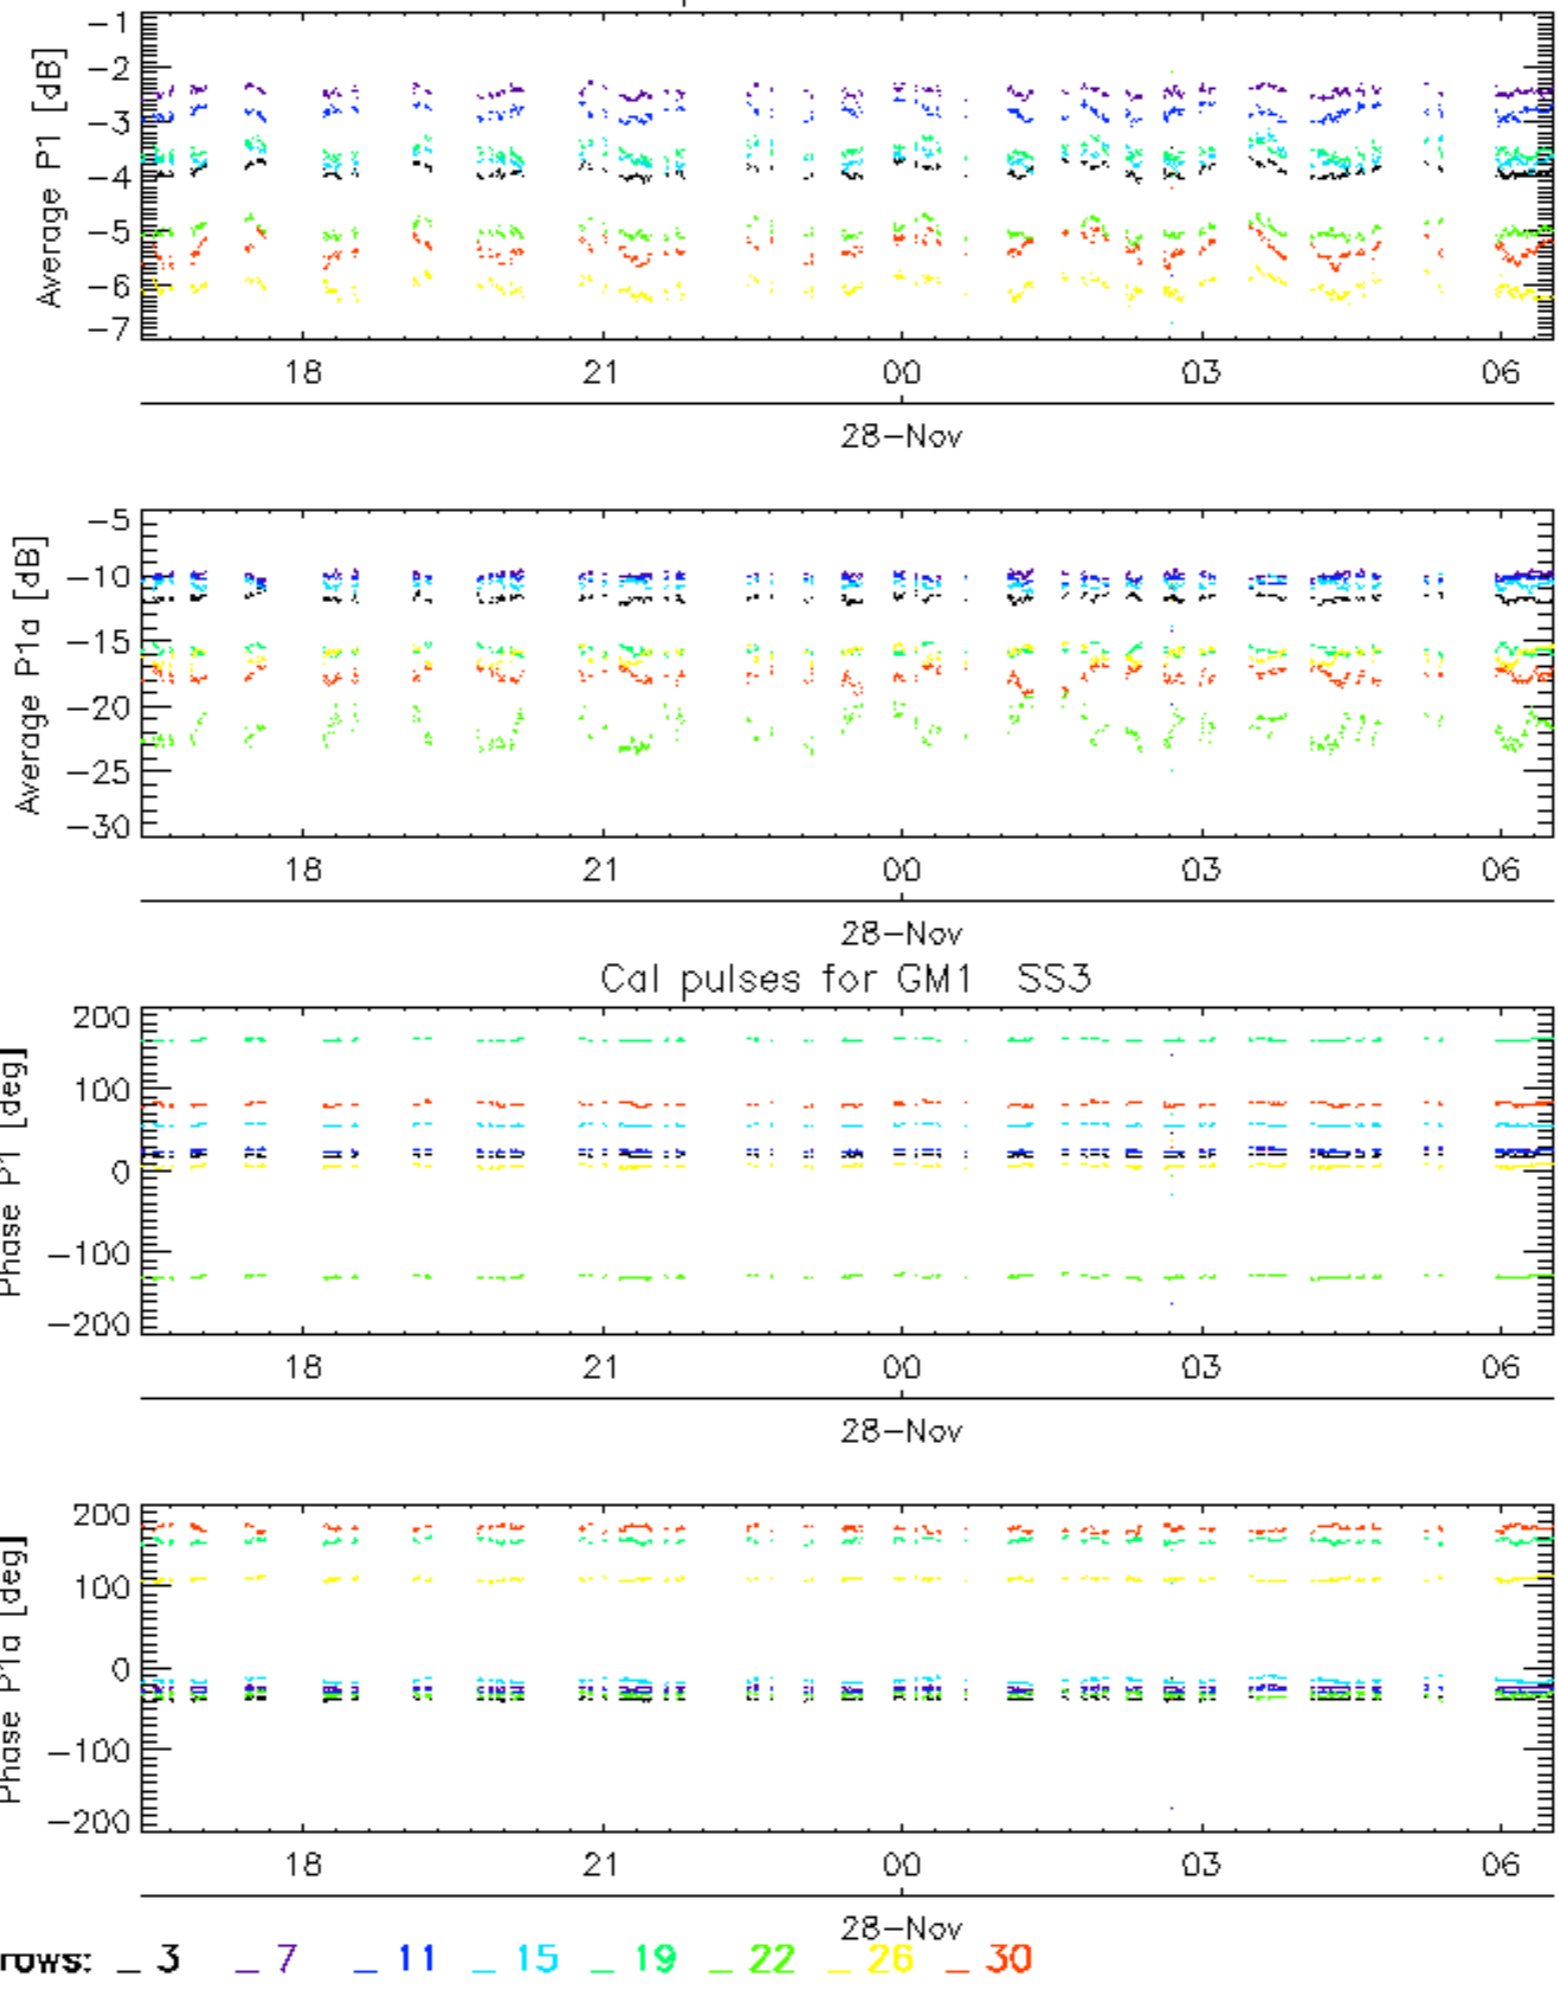 Average P1 [dB]
-1
-2
-3
-4
-5
-6
-7
18 21 00 03 06
28-Nov
Average P1a [dB]
-5
-10
-15
-20
-25
-30
18 21 00 03 06
28-Nov
Cal pulses for GM1 SS3
Phase P1 [deg]
200
100
0
-100
-200
18 21 00 03 06
28-Nov
Phase P1a [deg]
200
100
0
-100
-200
18 21 00 03 06
28-Nov
rows: _ 3 _ 7 _ 11 _ 15 _ 19 _ 22 _ 26 _ 30